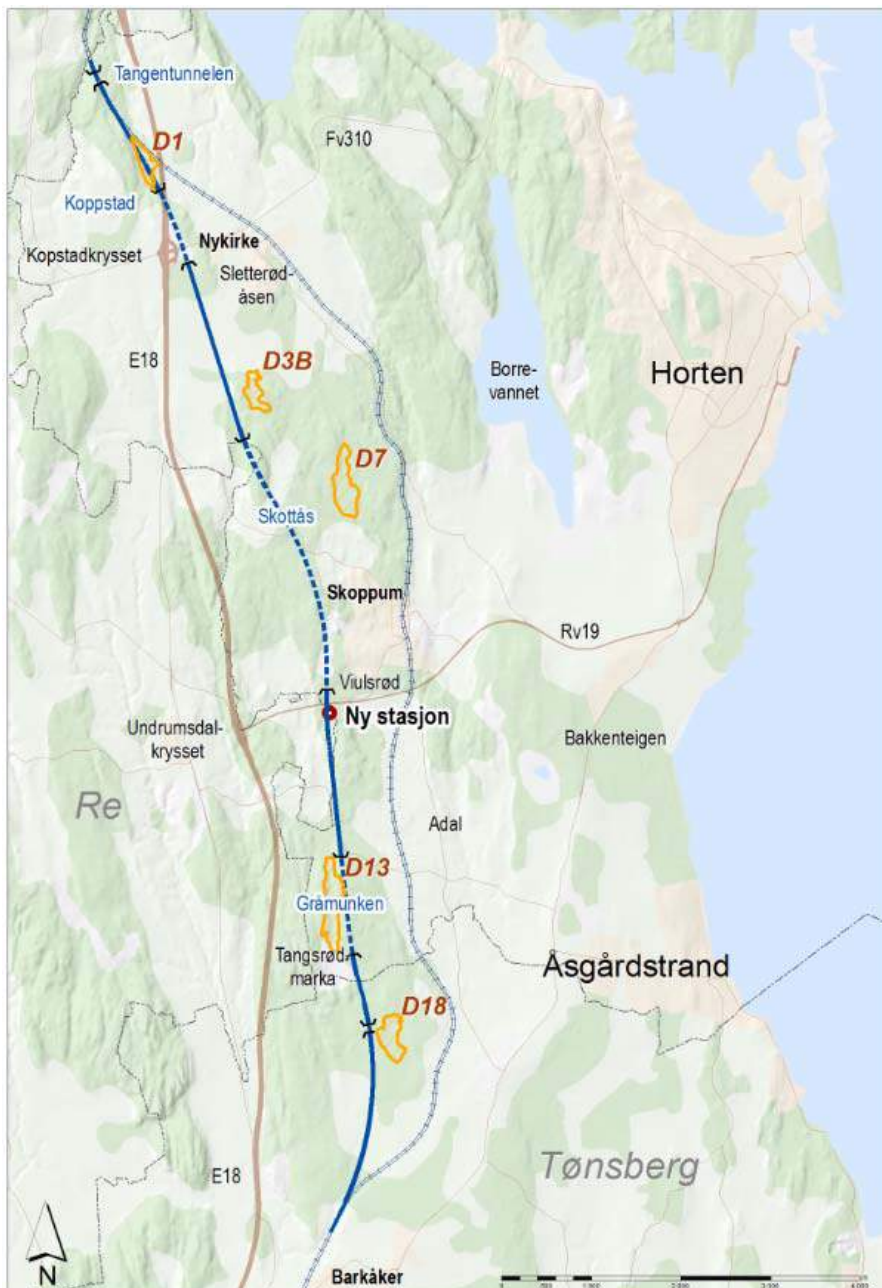 Tangentunnelen
D1
Fv310
Koppstad
Nykirke
Kopstadkrysset
Sletterød-
åsen
E18
D3B
Borre-
vannet
Horten
D7
Skottås
Skoppum
Rv19
Viulsrød
Ny stasjon
Undrumsdal-
krysset
Bakkenteigen
Re
Adal
D13
Gråmunken
Tangsrød
marka
Åsgårdstrand
D18
Tønsberg
E18
N
Barkåker
0